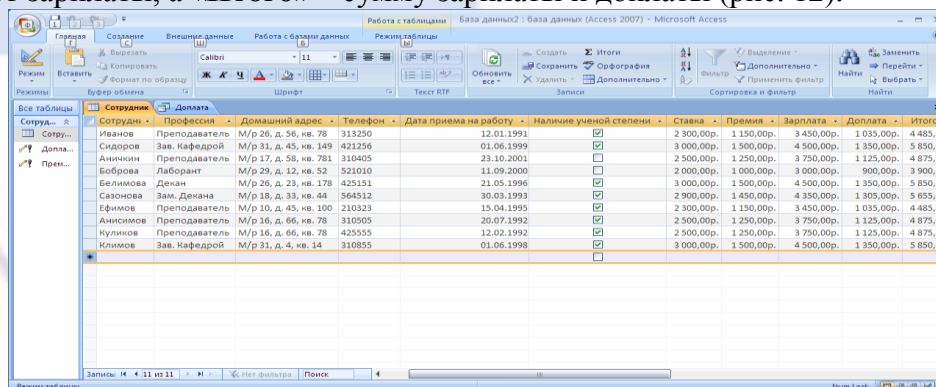 зарплаты, а «Итого» – сумму зарплаты и доплаты (рис. 12).
Работа с таблицами База данных2 : база данных (Access 2007) - Microsoft Access
Главная Создание Внешние данные Работа с базами данных Режим таблицы
Вырезать
Копировать
Формат по образцу
Режим Вставить
Calibri 11
Ж К Ч
Обновить все
Создать Итоги
Сохранить Орфография
Удалить Дополнительно
Фильтр
Выделение
Дополнительно
Применить фильтр
Найти
Заменить
Перейти
Выбрать
Режимы Буфер обмена Шрифт Текст RTF Записи Сортировка и фильтр Найти
Все таблицы
Сотруд...
Сотру...
Допла...
Прем...
Сотрудник Доплата
Сотрудни Профессия Домашний адрес Телефон Дата приема на работу Наличие ученой степени Ставка Премия Зарплата Доплата Итого
Иванов Преподаватель М/р 26, д. 56, кв. 78 313250 12.01.1991 2 300,00р. 1 150,00р. 3 450,00р. 1 035,00р. 4 485,
Сидоров Зав. Кафедрой М/р 31, д. 45, кв. 149 421256 01.06.1999 3 000,00р. 1 500,00р. 4 500,00р. 1 350,00р. 5 850,
Аничкин Преподаватель М/р 17, д. 58, кв. 781 310405 23.10.2001 2 500,00р. 1 250,00р. 3 750,00р. 1 125,00р. 4 875,
Боброва Лаборант М/р 29, д. 12, кв. 52 521010 11.09.2000 2 000,00р. 1 000,00р. 3 000,00р. 900,00р. 3 900,
Белимова Декан М/р 26, д. 23, кв. 178 425151 21.05.1996 3 000,00р. 1 500,00р. 4 500,00р. 1 350,00р. 5 850,
Сазонова Зам. Декана М/р 18, д. 33, кв. 44 564512 30.03.1993 2 900,00р. 1 450,00р. 4 350,00р. 1 305,00р. 5 655,
Ефимов Преподаватель М/р 10, д. 45, кв. 100 210323 15.04.1995 2 300,00р. 1 150,00р. 3 450,00р. 1 035,00р. 4 485,
Анисимов Преподаватель М/р 16, д. 66, кв. 78 310505 20.07.1992 2 500,00р. 1 250,00р. 3 750,00р. 1 125,00р. 4 875,
Куликов Преподаватель М/р 16, д. 66, кв. 78 425555 12.02.1992 2 500,00р. 1 250,00р. 3 750,00р. 1 125,00р. 4 875,
Климов Зав. Кафедрой М/р 31, д. 4, кв. 14 310855 01.06.1998 3 000,00р. 1 500,00р. 4 500,00р. 1 350,00р. 5 850,
Запись: 11 из 11 Нет фильтра Поиск
Режим таблицы Num Lock